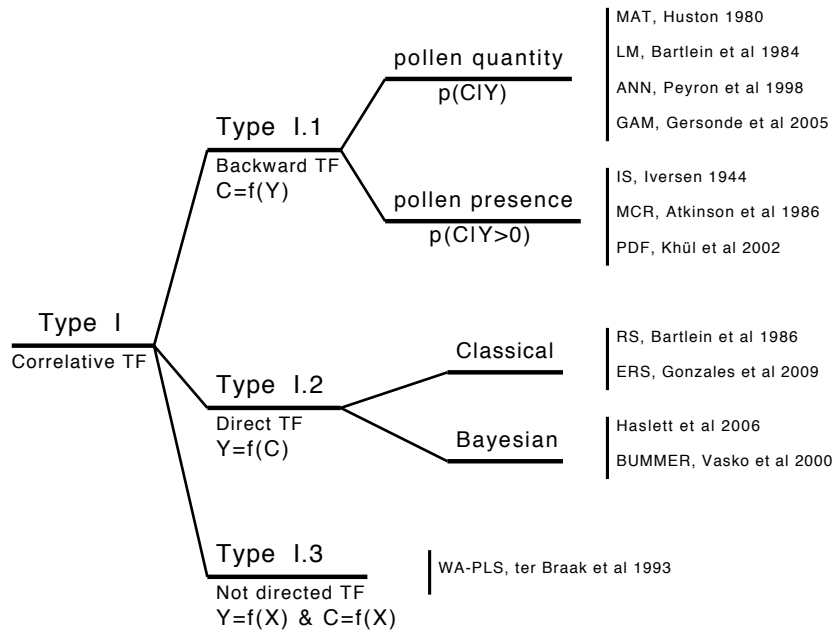 MAT, Huston 1980
LM, Bartlein et al 1984
pollen quantity
p(C|Y)
ANN, Peyron et al 1998
GAM, Gersonde et al 2005
Type I.1
Backward TF
C=f(Y)
IS, Iversen 1944
pollen presence
p(C|Y>0)
MCR, Atkinson et al 1986
PDF, Khül et al 2002
Type I
Correlative TF
RS, Bartlein et al 1986
Classical
ERS, Gonzales et al 2009
Type I.2
Direct TF
Y=f(C)
Haslett et al 2006
Bayesian
BUMMER, Vasko et al 2000
Type I.3
Not directed TF
Y=f(X) & C=f(X)
WA-PLS, ter Braak et al 1993